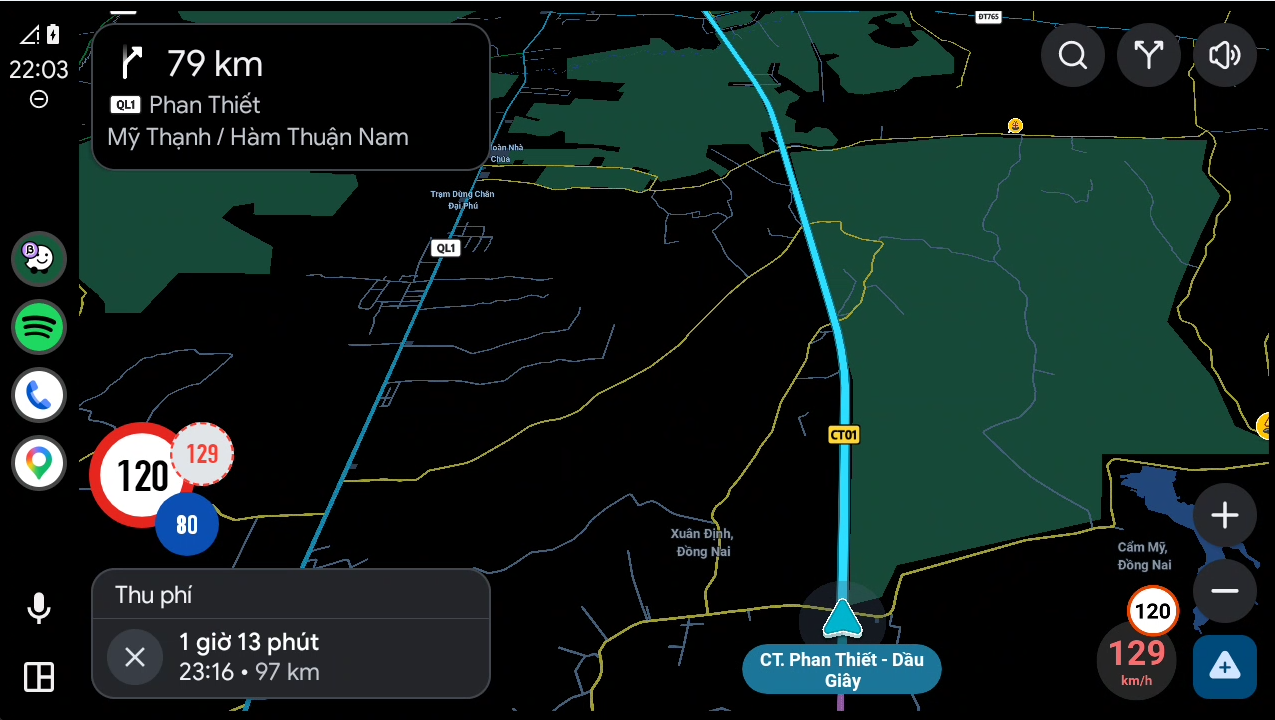 22:03
79 km
QL1 Phan Thiết
Mỹ Thạnh / Hàm Thuận Nam
ĐT765
Chúa
Trạm Dừng Chân
Đại Phú
QL1
β
120
129
80
CT01
Xuân Định,
Đồng Nai
Cẩm Mỹ,
Đồng Nai
Thu phí
1 giờ 13 phút
23:16 • 97 km
CT. Phan Thiết - Dầu
Giây
120
129
km/h